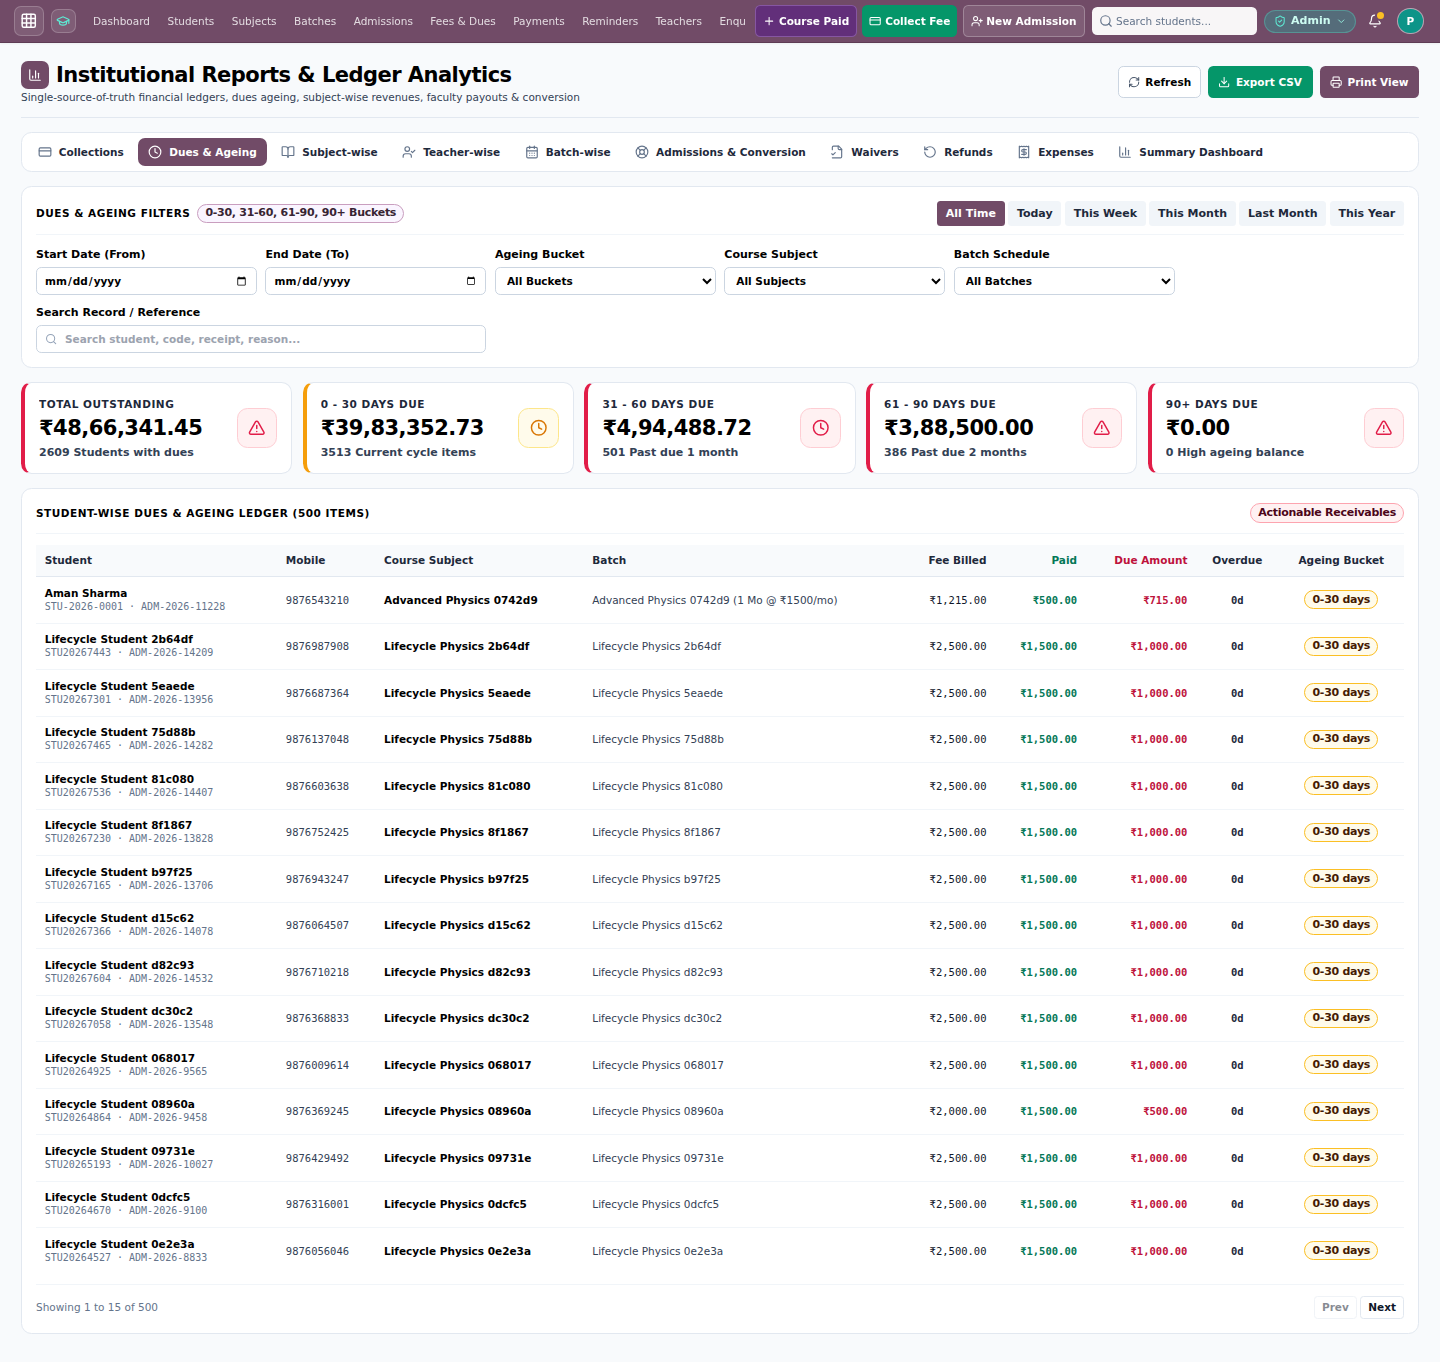 Dashboard Students Subjects Batches Admissions Fees & Dues Payments Reminders Teachers Enqu Course Paid Collect Fee New Admission Search students... Admin P
Institutional Reports & Ledger Analytics
Single-source-of-truth financial ledgers, dues ageing, subject-wise revenues, faculty payouts & conversion
Refresh Export CSV Print View
Collections Dues & Ageing Subject-wise Teacher-wise Batch-wise Admissions & Conversion Waivers Refunds Expenses Summary Dashboard
DUES & AGEING FILTERS 0-30, 31-60, 61-90, 90+ Buckets All Time Today This Week This Month Last Month This Year
Start Date (From) End Date (To) Ageing Bucket Course Subject Batch Schedule
mm/dd/yyyy mm/dd/yyyy All Buckets All Subjects All Batches
Search Record / Reference
Search student, code, receipt, reason...
TOTAL OUTSTANDING 0 - 30 DAYS DUE 31 - 60 DAYS DUE 61 - 90 DAYS DUE 90+ DAYS DUE
₹48,66,341.45 ₹39,83,352.73 ₹4,94,488.72 ₹3,88,500.00 ₹0.00
2609 Students with dues 3513 Current cycle items 501 Past due 1 month 386 Past due 2 months 0 High ageing balance
STUDENT-WISE DUES & AGEING LEDGER (500 ITEMS) Actionable Receivables
Student Mobile Course Subject Batch Fee Billed Paid Due Amount Overdue Ageing Bucket
Aman Sharma
STU-2026-0001 · ADM-2026-11228 9876543210 Advanced Physics 0742d9 Advanced Physics 0742d9 (1 Mo @ ₹1500/mo) ₹1,215.00 ₹500.00 ₹715.00 0d 0-30 days
Lifecycle Student 2b64df
STU20267443 · ADM-2026-14209 9876987908 Lifecycle Physics 2b64df Lifecycle Physics 2b64df ₹2,500.00 ₹1,500.00 ₹1,000.00 0d 0-30 days
Lifecycle Student 5eaede
STU20267301 · ADM-2026-13956 9876687364 Lifecycle Physics 5eaede Lifecycle Physics 5eaede ₹2,500.00 ₹1,500.00 ₹1,000.00 0d 0-30 days
Lifecycle Student 75d88b
STU20267465 · ADM-2026-14282 9876137048 Lifecycle Physics 75d88b Lifecycle Physics 75d88b ₹2,500.00 ₹1,500.00 ₹1,000.00 0d 0-30 days
Lifecycle Student 81c080
STU20267536 · ADM-2026-14407 9876603638 Lifecycle Physics 81c080 Lifecycle Physics 81c080 ₹2,500.00 ₹1,500.00 ₹1,000.00 0d 0-30 days
Lifecycle Student 8f1867
STU20267230 · ADM-2026-13828 9876752425 Lifecycle Physics 8f1867 Lifecycle Physics 8f1867 ₹2,500.00 ₹1,500.00 ₹1,000.00 0d 0-30 days
Lifecycle Student b97f25
STU20267165 · ADM-2026-13706 9876943247 Lifecycle Physics b97f25 Lifecycle Physics b97f25 ₹2,500.00 ₹1,500.00 ₹1,000.00 0d 0-30 days
Lifecycle Student d15c62
STU20267366 · ADM-2026-14078 9876064507 Lifecycle Physics d15c62 Lifecycle Physics d15c62 ₹2,500.00 ₹1,500.00 ₹1,000.00 0d 0-30 days
Lifecycle Student d82c93
STU20267604 · ADM-2026-14532 9876710218 Lifecycle Physics d82c93 Lifecycle Physics d82c93 ₹2,500.00 ₹1,500.00 ₹1,000.00 0d 0-30 days
Lifecycle Student dc30c2
STU20267058 · ADM-2026-13548 9876368833 Lifecycle Physics dc30c2 Lifecycle Physics dc30c2 ₹2,500.00 ₹1,500.00 ₹1,000.00 0d 0-30 days
Lifecycle Student 068017
STU20264925 · ADM-2026-9565 9876009614 Lifecycle Physics 068017 Lifecycle Physics 068017 ₹2,500.00 ₹1,500.00 ₹1,000.00 0d 0-30 days
Lifecycle Student 08960a
STU20264864 · ADM-2026-9458 9876369245 Lifecycle Physics 08960a Lifecycle Physics 08960a ₹2,000.00 ₹1,500.00 ₹500.00 0d 0-30 days
Lifecycle Student 09731e
STU20265193 · ADM-2026-10027 9876429492 Lifecycle Physics 09731e Lifecycle Physics 09731e ₹2,500.00 ₹1,500.00 ₹1,000.00 0d 0-30 days
Lifecycle Student 0dcfc5
STU20264670 · ADM-2026-9100 9876316001 Lifecycle Physics 0dcfc5 Lifecycle Physics 0dcfc5 ₹2,500.00 ₹1,500.00 ₹1,000.00 0d 0-30 days
Lifecycle Student 0e2e3a
STU20264527 · ADM-2026-8833 9876056046 Lifecycle Physics 0e2e3a Lifecycle Physics 0e2e3a ₹2,500.00 ₹1,500.00 ₹1,000.00 0d 0-30 days
Showing 1 to 15 of 500 Prev Next